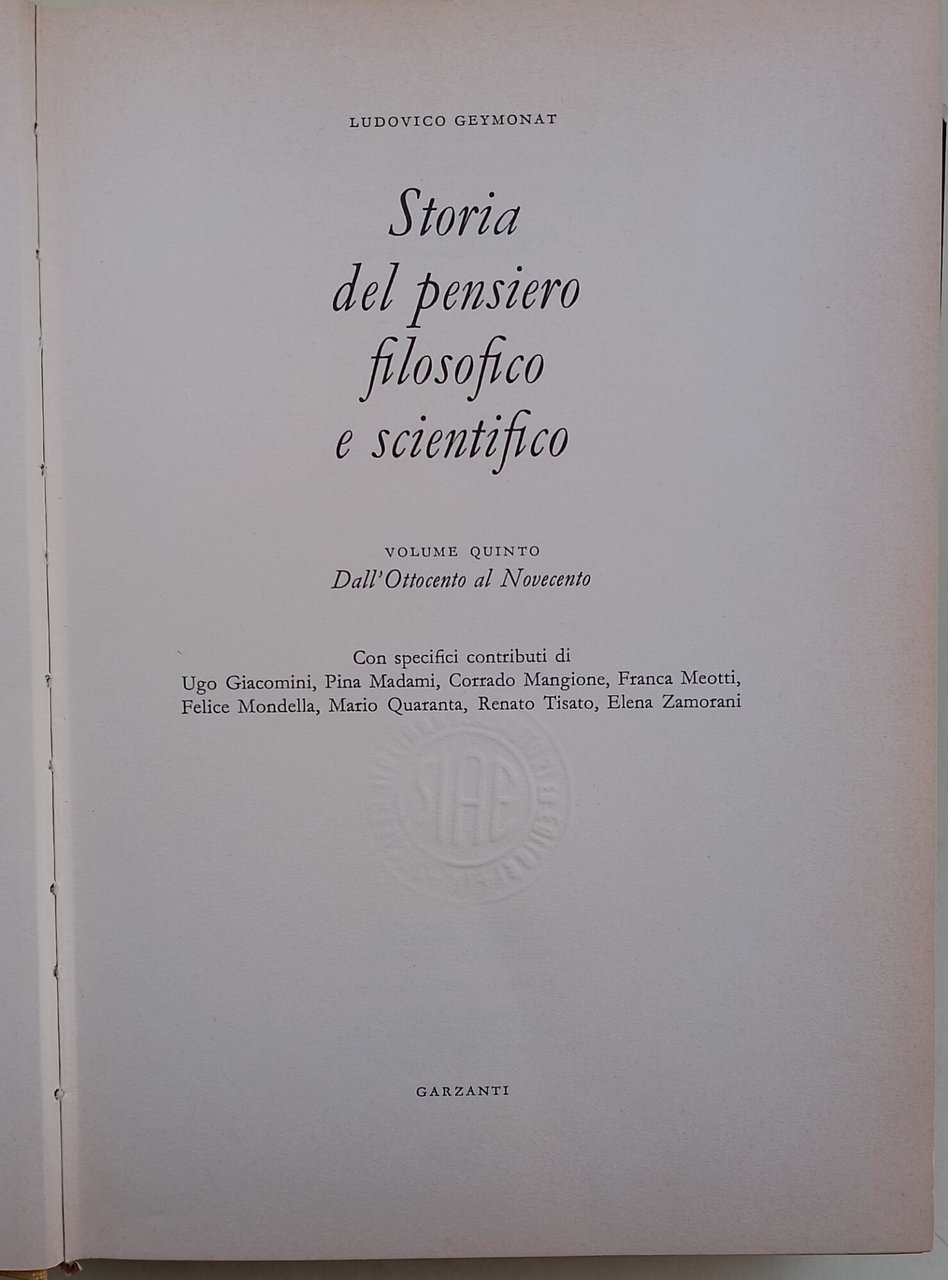 LUDOVICO GEYMONAT
Storia
del pensiero
filosofico
e scientifico
VOLUME QUINTO
Dall'Ottocento al Novecento
Con specifici contributi di
Ugo Giacomini, Pina Madami, Corrado Mangione, Franca Meotti,
Felice Mondella, Mario Quaranta, Renato Tisato, Elena Zamorani
GARZANTI